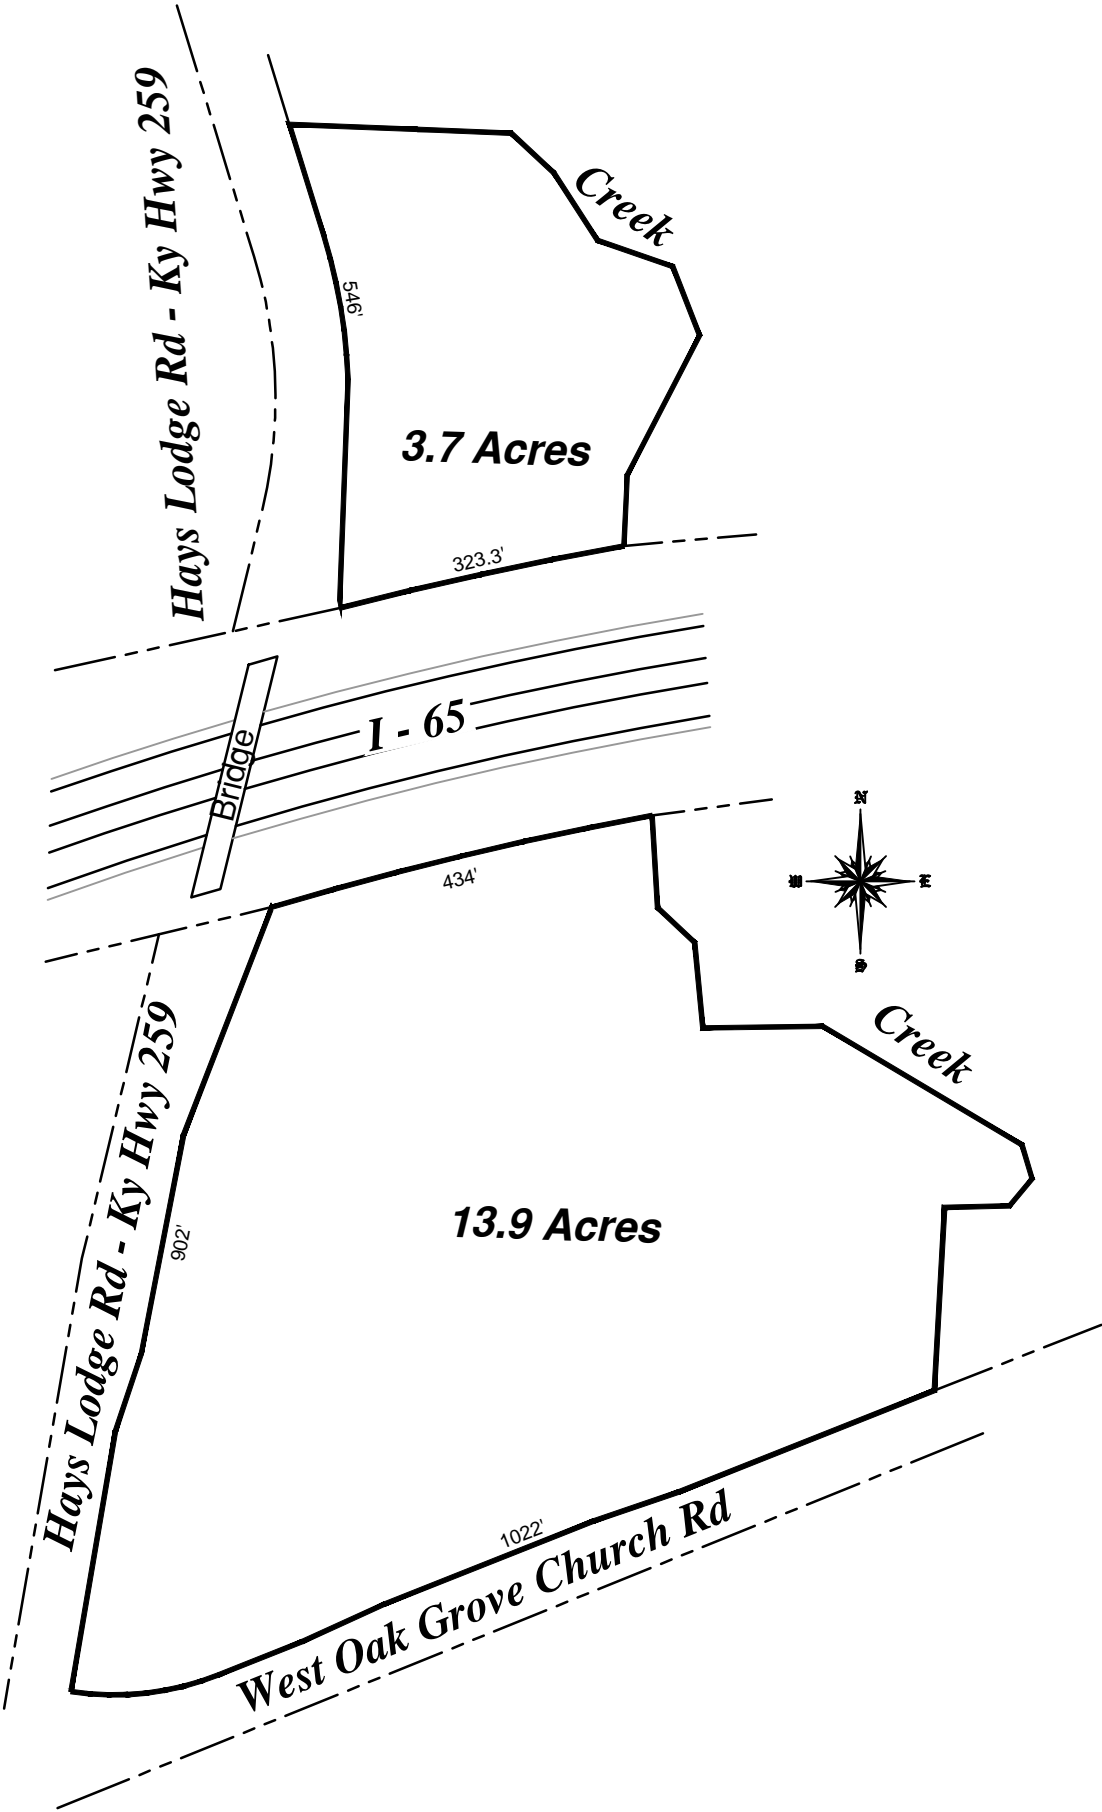 Hays Lodge Rd - Ky Hwy 259
Creek
546'
3.7 Acres
323.3'
I - 65
Bridge
434'
N
W
E
S
Creek
Hays Lodge Rd - Ky Hwy 259
902'
13.9 Acres
1022'
West Oak Grove Church Rd